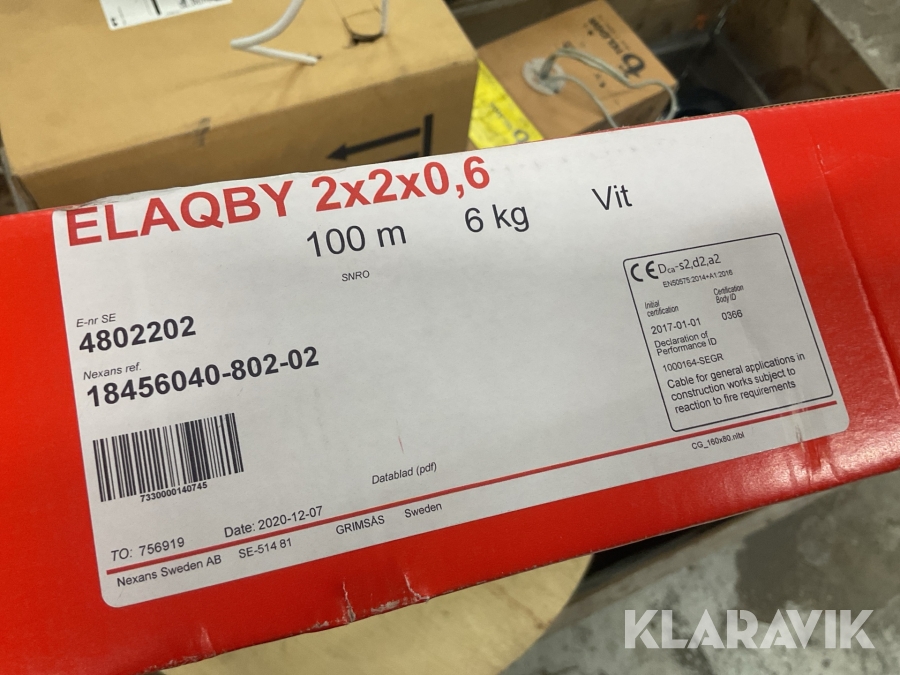 ELAQBY 2x2x0,6
100 m 6 kg Vit
SNRO
E-nr SE
4802202
Nexans ref.
18456040-802-02
7330000140745
CE Dca-s2,d2,a2
EN50575:2014+A1:2016
Initial certification
Certification Body ID
2017-01-01 0366
Declaration of
Performance ID
1000164-SEGR
Cable for general applications in
construction works subject to
reaction to fire requirements
CG_160x80.nlbl
Datablad (pdf)
TO: 756919 Date: 2020-12-07
Nexans Sweden AB SE-514 81 GRIMSÅS Sweden
KLARAVIK